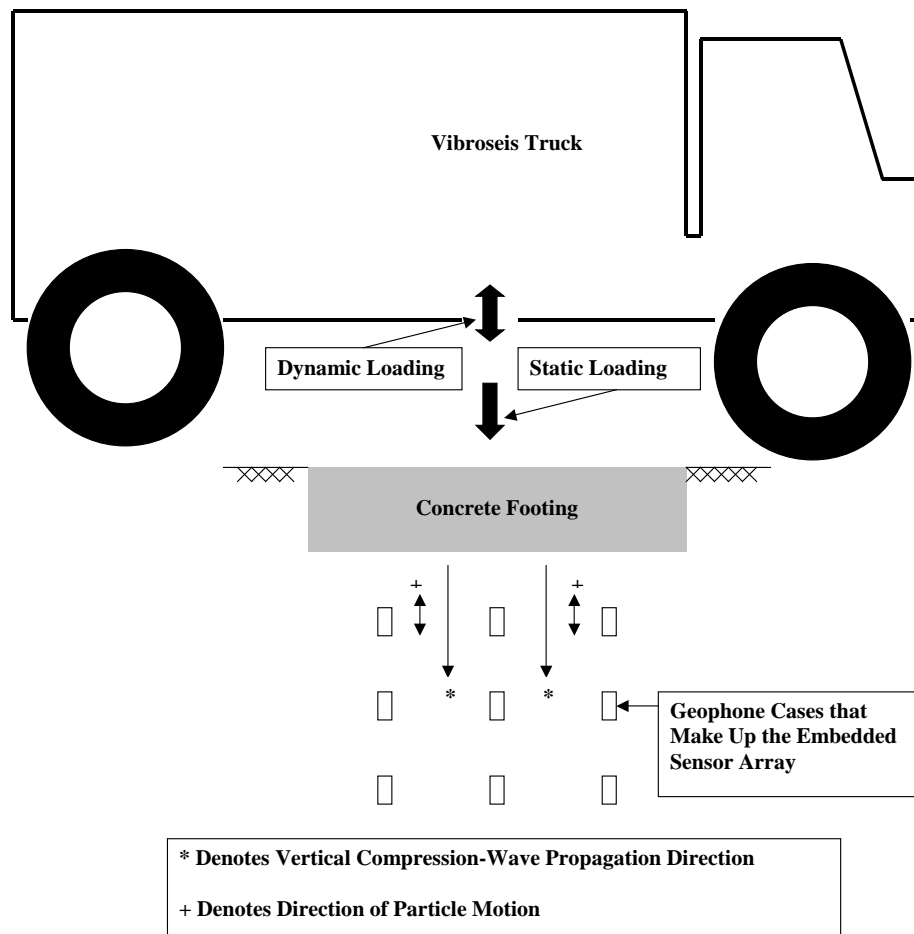 Vibroseis Truck
Dynamic Loading
Static Loading
Concrete Footing
+
+
*
*
Geophone Cases that
Make Up the Embedded
Sensor Array
* Denotes Vertical Compression-Wave Propagation Direction
+ Denotes Direction of Particle Motion